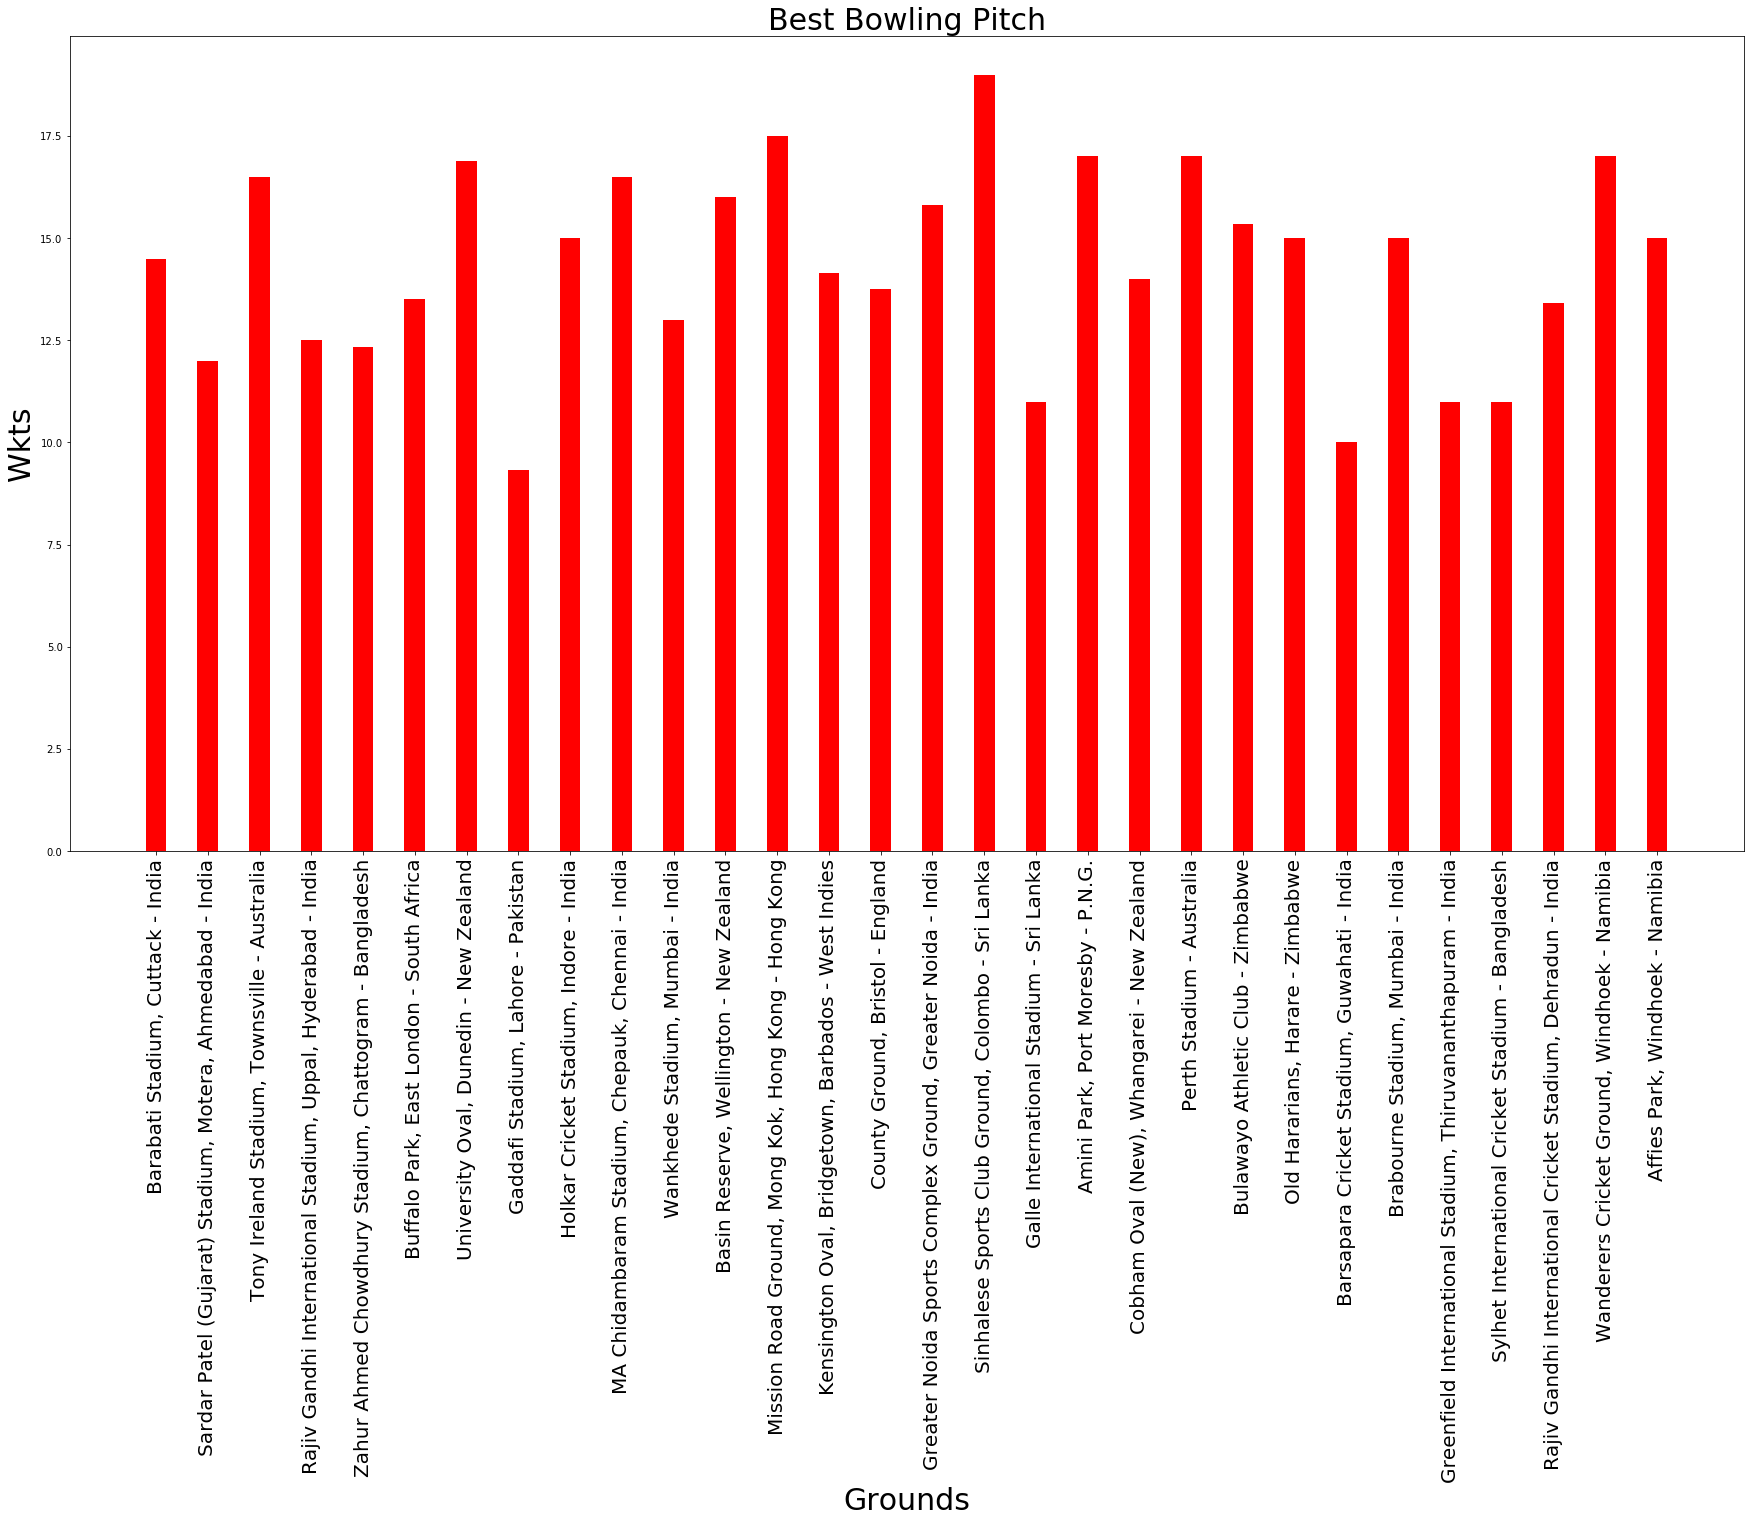 Best Bowling Pitch
Wkts
17.5
15.0
12.5
10.0
7.5
5.0
2.5
0.0
Barabati Stadium, Cuttack - India
Sardar Patel (Gujarat) Stadium, Motera, Ahmedabad - India
Tony Ireland Stadium, Townsville - Australia
Rajiv Gandhi International Stadium, Uppal, Hyderabad - India
Zahur Ahmed Chowdhury Stadium, Chattogram - Bangladesh
Buffalo Park, East London - South Africa
University Oval, Dunedin - New Zealand
Gaddafi Stadium, Lahore - Pakistan
Holkar Cricket Stadium, Indore - India
MA Chidambaram Stadium, Chepauk, Chennai - India
Wankhede Stadium, Mumbai - India
Basin Reserve, Wellington - New Zealand
Mission Road Ground, Mong Kok, Hong Kong - Hong Kong
Kensington Oval, Bridgetown, Barbados - West Indies
County Ground, Bristol - England
Greater Noida Sports Complex Ground, Greater Noida - India
Sinhalese Sports Club Ground, Colombo - Sri Lanka
Galle International Stadium - Sri Lanka
Amini Park, Port Moresby - P.N.G.
Cobham Oval (New), Whangarei - New Zealand
Perth Stadium - Australia
Bulawayo Athletic Club - Zimbabwe
Old Hararians, Harare - Zimbabwe
Barsapara Cricket Stadium, Guwahati - India
Brabourne Stadium, Mumbai - India
Greenfield International Stadium, Thiruvananthapuram - India
Sylhet International Cricket Stadium - Bangladesh
Rajiv Gandhi International Cricket Stadium, Dehradun - India
Wanderers Cricket Ground, Windhoek - Namibia
Affies Park, Windhoek - Namibia
Grounds